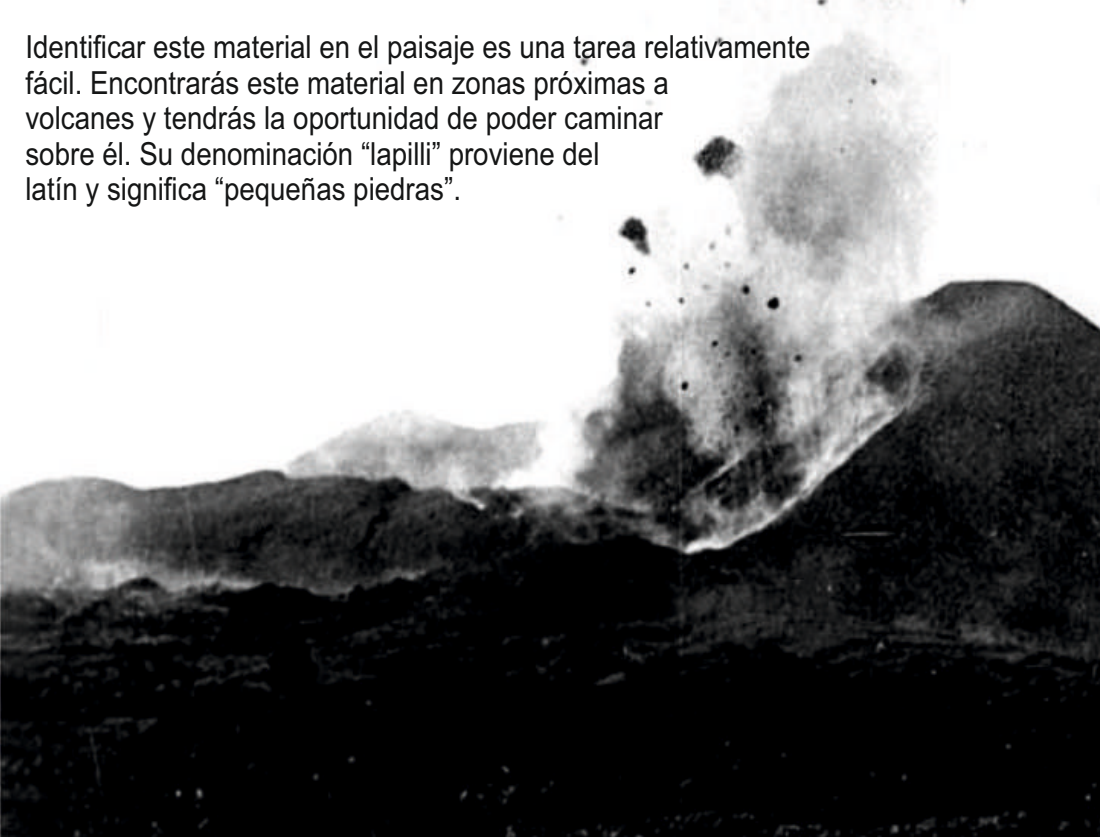 Identificar este material en el paisaje es una tarea relativamente
fácil. Encontrarás este material en zonas próximas a
volcanes y tendrás la oportunidad de poder caminar
sobre él. Su denominación “lapilli” proviene del
latín y significa “pequeñas piedras”.